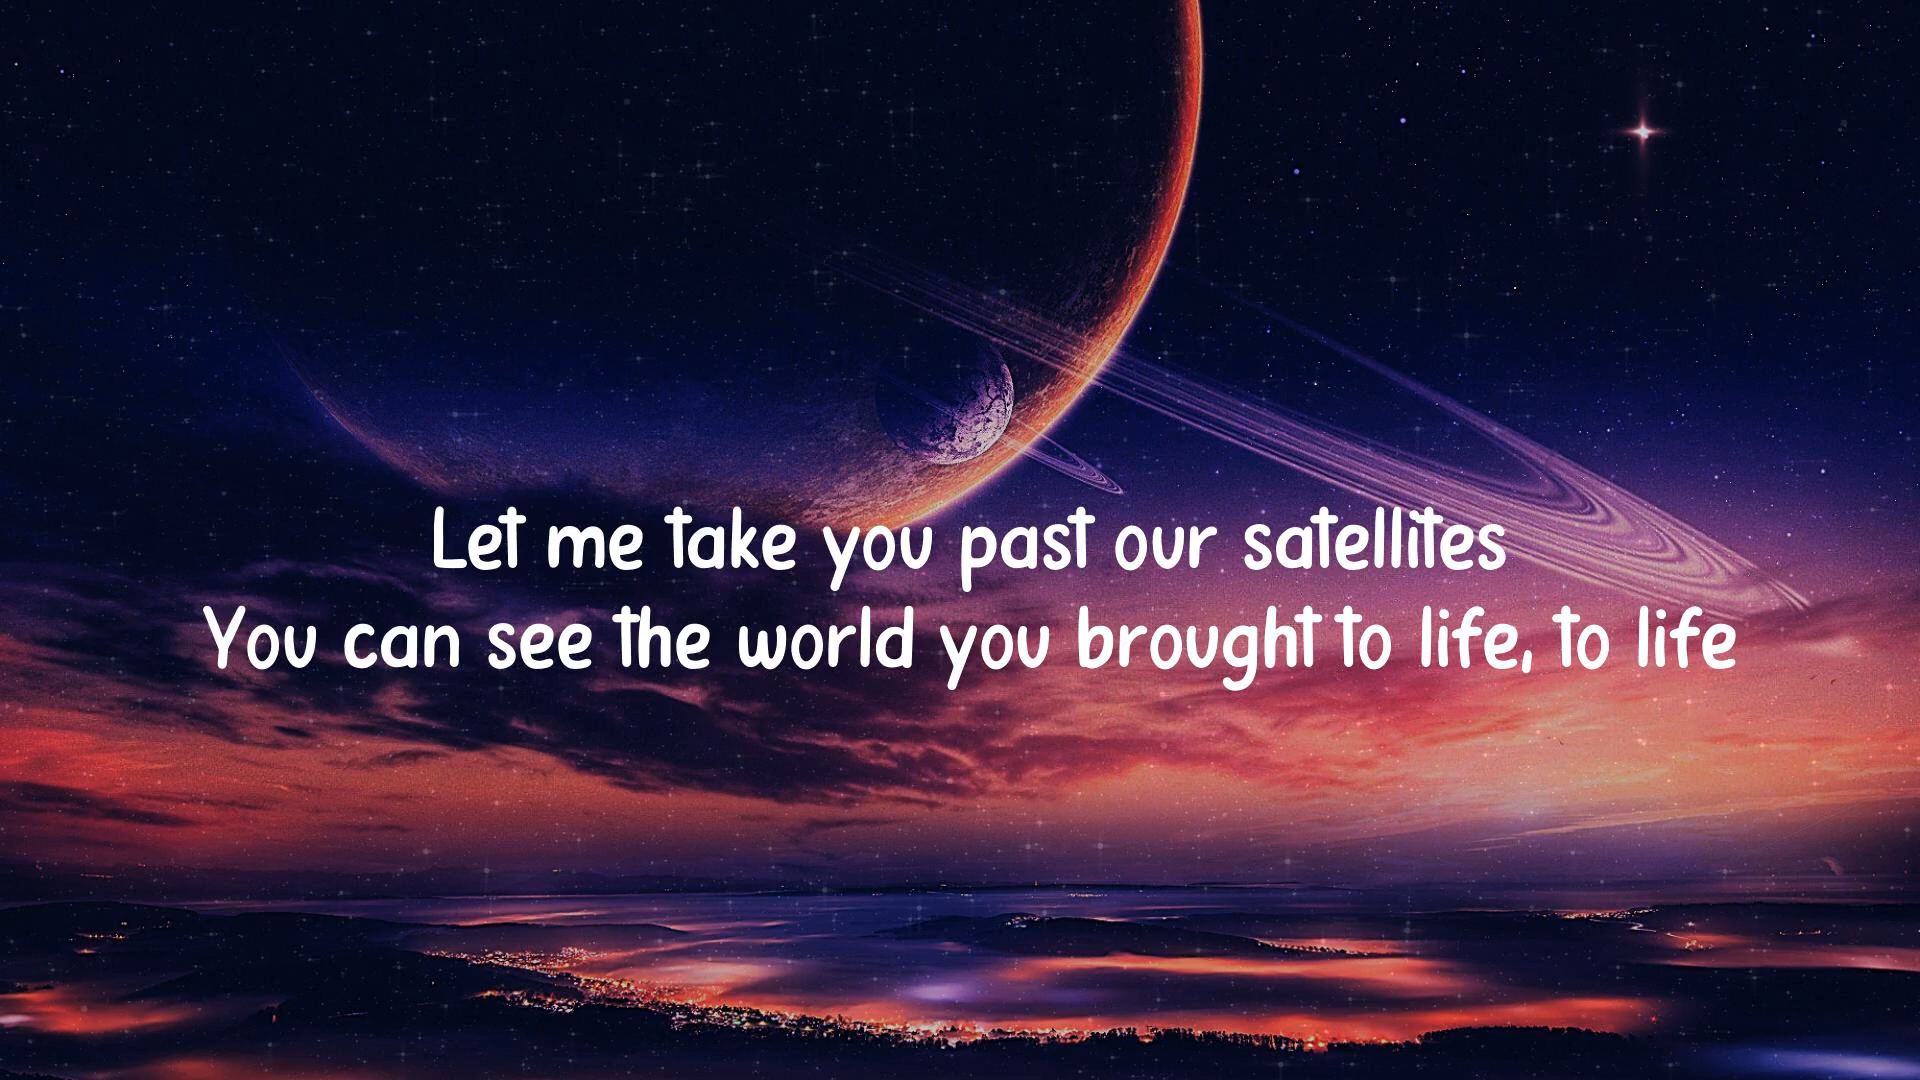 Let me take you past our satellites
You can see the world you brought to life, to life